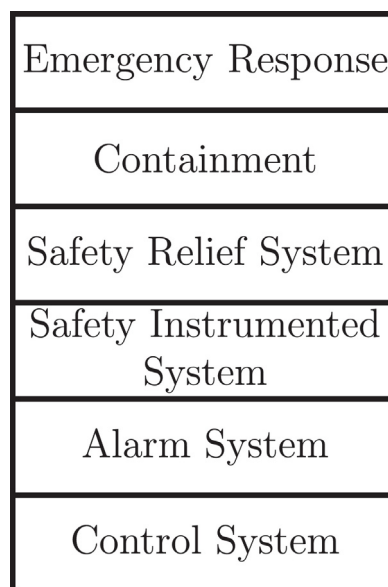 Emergency Response
Containment
Safety Relief System
Safety Instrumented
System
Alarm System
Control System